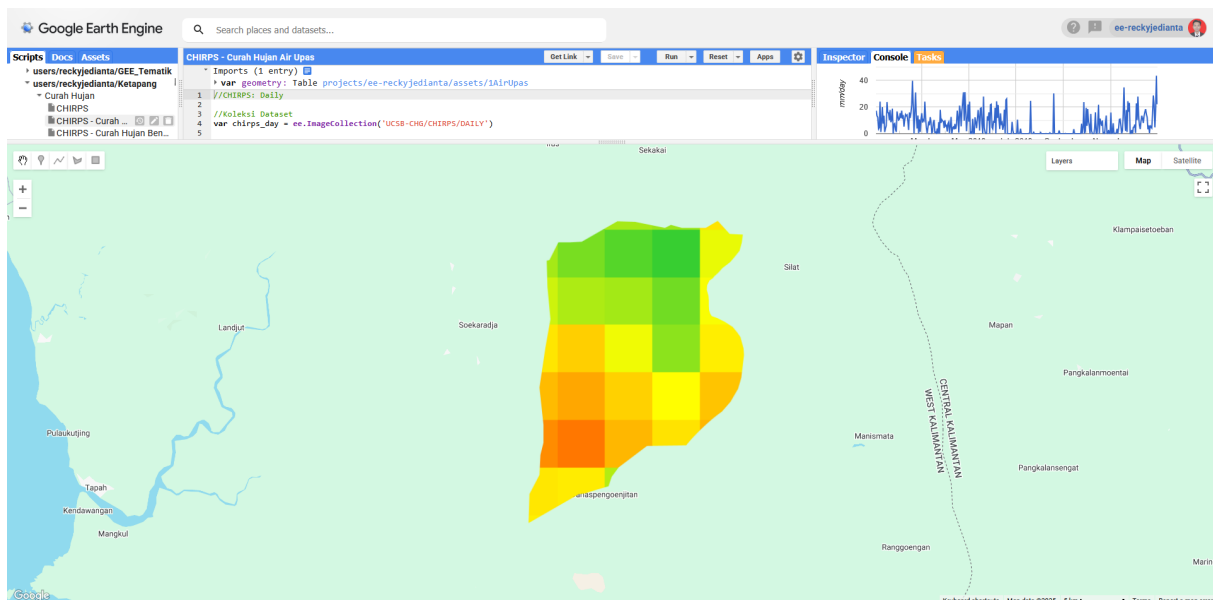 Google Earth Engine
Search places and datasets...
ee-reckyjedianta
Scripts Docs Assets
users/reckyjedianta/GEE_Tematik
users/reckyjedianta/Ketapang
Curah Hujan
CHIRPS
CHIRPS - Curah ...
CHIRPS - Curah Hujan Ben...
CHIRPS - Curah Hujan Air Upas
Get Link Save Run Reset Apps
Imports (1 entry)
var geometry: Table projects/ee-reckyjedianta/assets/1AirUpas
1 //CHIRPS: Daily
2
3 //Koleksi Dataset
4 var chirps_day = ee.ImageCollection('UCSB-CHG/CHIRPS/DAILY')
5
Inspector Console Tasks
mm/day
40
20
0
Layers
Map Satellite
+
−
Sekakai
Klampaisetoeban
Silat
Landjut
Soekaradja
Mapan
Pangkalanmoentai
CENTRAL KALIMANTAN
WEST KALIMANTAN
Pulaukutjing
Manismata
Pangkalansengat
Tapah
Kendawangan
Mangkul
Ranggoengan
Marin
Google